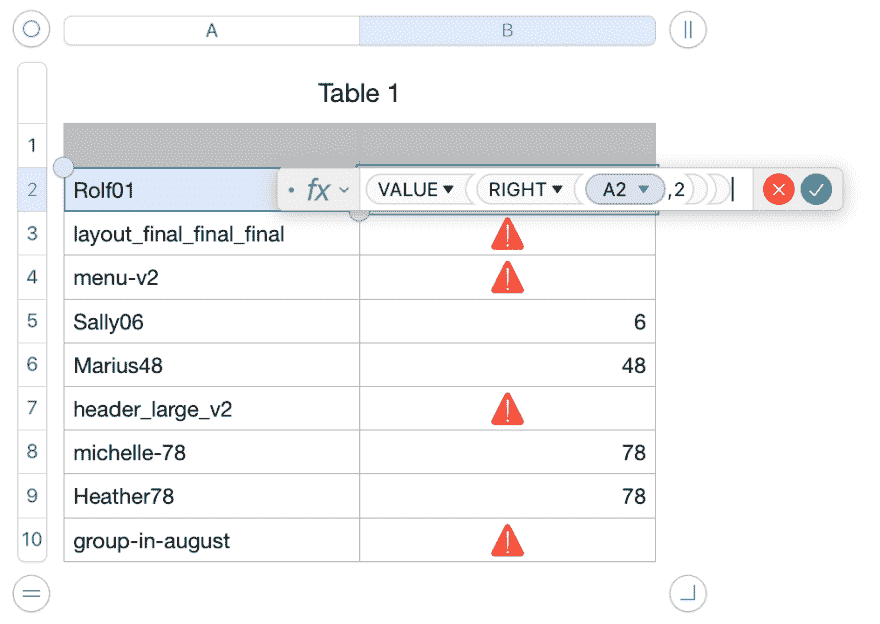 A B
Table 1
1
2 Rolf01 fx VALUE RIGHT A2 ,2
3 layout_final_final_final
4 menu-v2
5 Sally06 6
6 Marius48 48
7 header_large_v2
8 michelle-78 78
9 Heather78 78
10 group-in-august